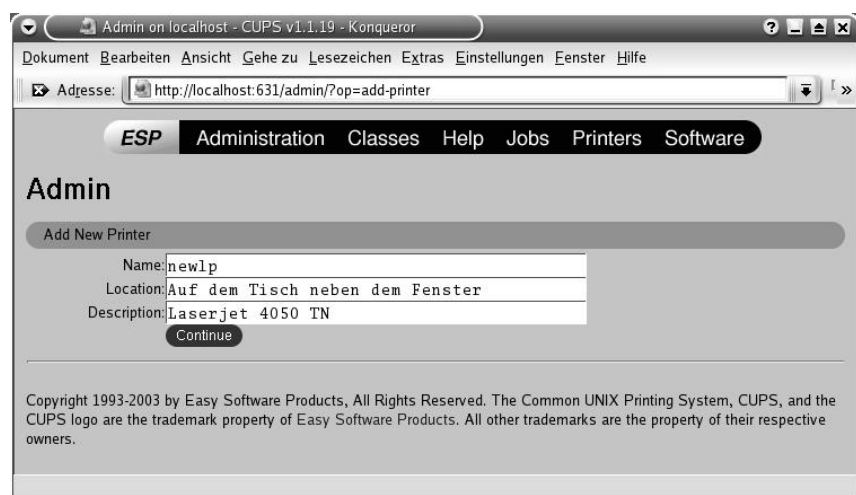 Admin on localhost - CUPS v1.1.19 - Konqueror
Dokument Bearbeiten Ansicht Gehe zu Lesezeichen Extras Einstellungen Fenster Hilfe
Adresse: http://localhost:631/admin/?op=add-printer
ESP Administration Classes Help Jobs Printers Software
Admin
Add New Printer
Name: newlp
Location: Auf dem Tisch neben dem Fenster
Description: Laserjet 4050 TN
Continue
Copyright 1993-2003 by Easy Software Products, All Rights Reserved. The Common UNIX Printing System, CUPS, and the
CUPS logo are the trademark property of Easy Software Products. All other trademarks are the property of their respective
owners.